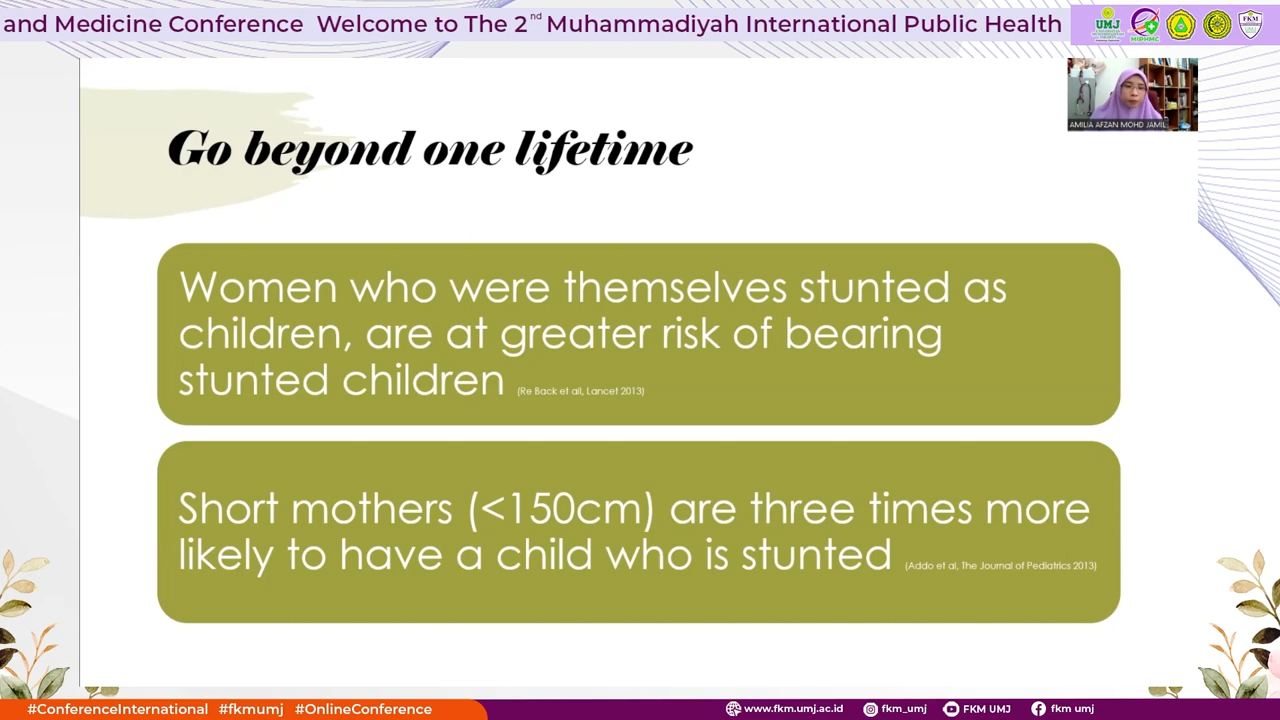 and Medicine Conference Welcome to The 2nd Muhammadiyah International Public Health
UMJ
MIPHMC
FKM
AMILIA AFZAN MOHD JAMIL
Go beyond one lifetime
Women who were themselves stunted as
children, are at greater risk of bearing
stunted children (Re Back et all, Lancet 2013)
Short mothers (<150cm) are three times more
likely to have a child who is stunted (Addo et al, The Journal of Pediatrics 2013)
#ConferenceInternational #fkmumj #OnlineConference
www.fkm.umj.ac.id fkm_umj FKM UMJ fkm umj